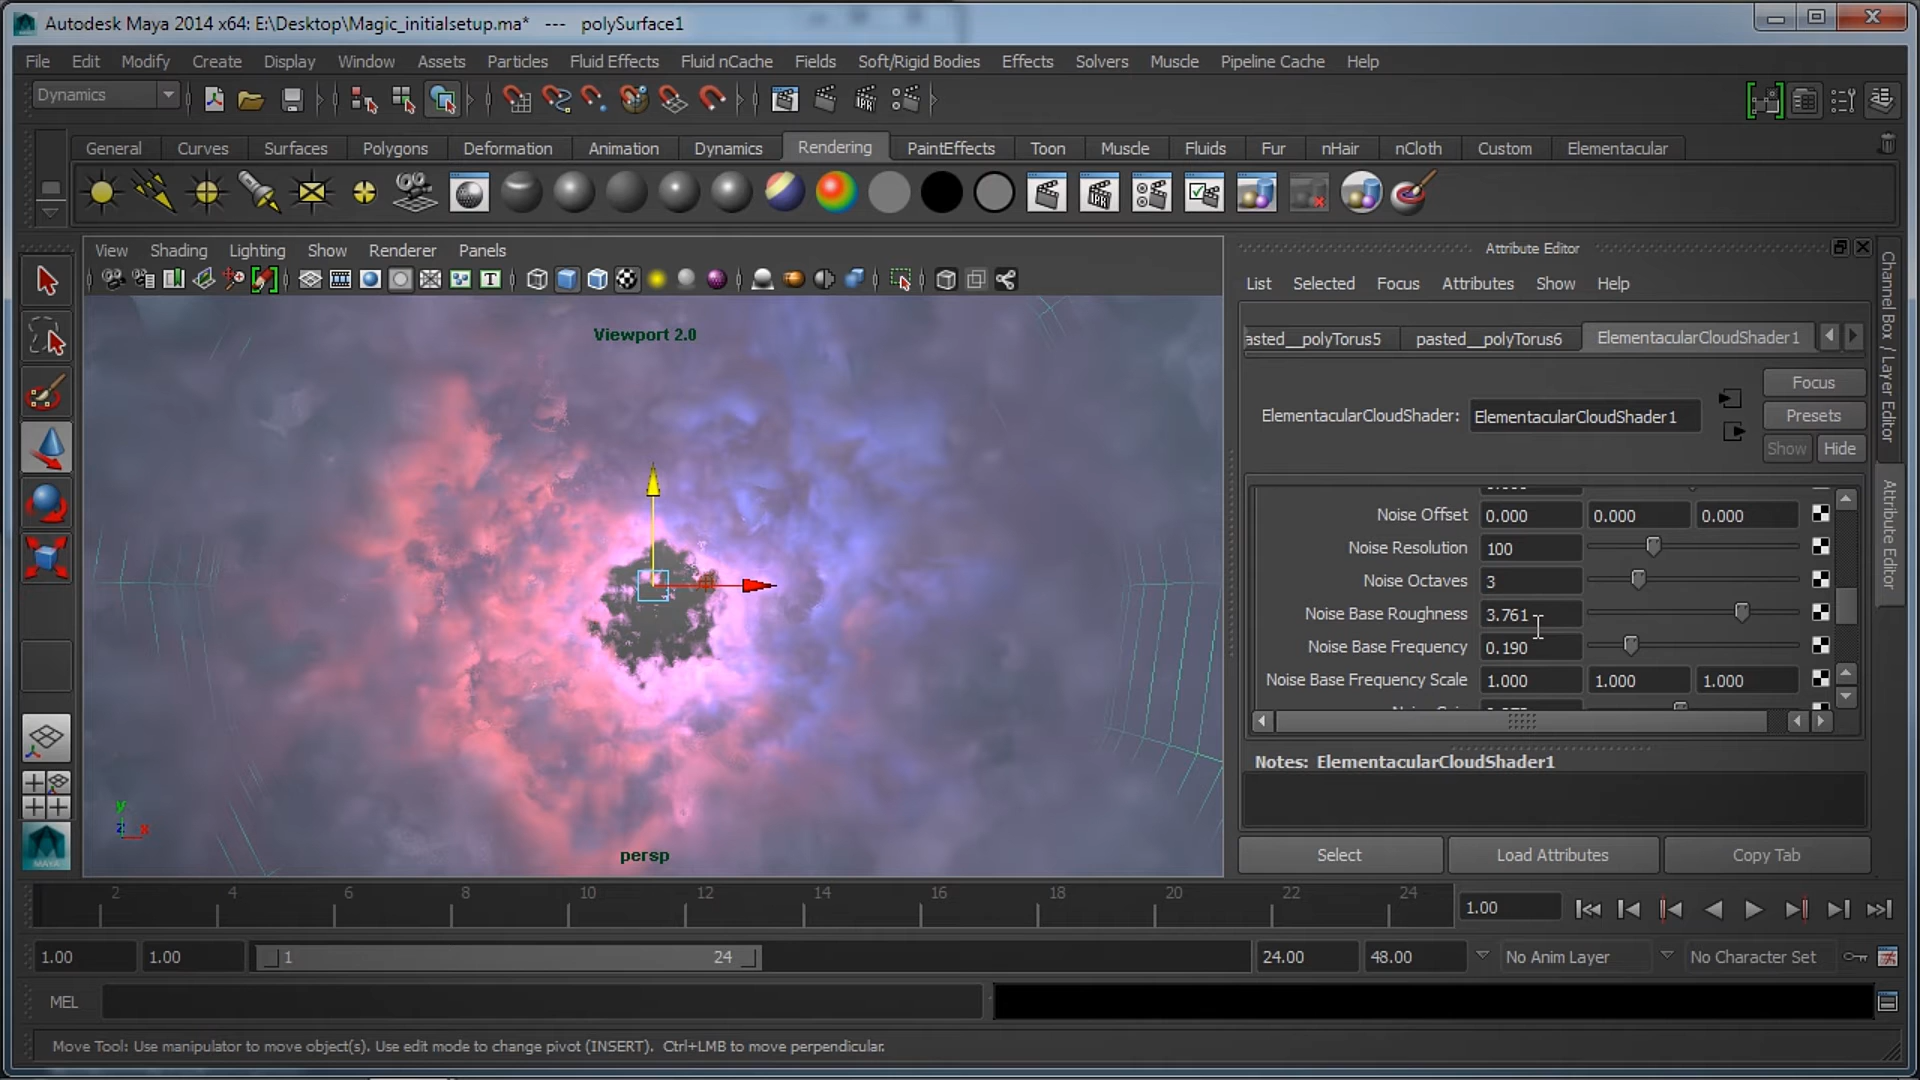 Autodesk Maya 2014 x64: E:\Desktop\Magic_initialsetup.ma* --- polySurface1
File Edit Modify Create Display Window Assets Particles Fluid Effects Fluid nCache Fields Soft/Rigid Bodies Effects Solvers Muscle Pipeline Cache Help
Dynamics
General Curves Surfaces Polygons Deformation Animation Dynamics Rendering PaintEffects Toon Muscle Fluids Fur nHair nCloth Custom Elementacular
IPR
View Shading Lighting Show Renderer Panels
Attribute Editor
List Selected Focus Attributes Show Help
Viewport 2.0
asted__polyTorus5 pasted__polyTorus6 ElementacularCloudShader1
Focus
ElementacularCloudShader: ElementacularCloudShader1
Presets
Show Hide
Noise Offset 0.000 0.000 0.000
Noise Resolution 100
Noise Octaves 3
Noise Base Roughness 3.761
Noise Base Frequency 0.190
Noise Base Frequency Scale 1.000 1.000 1.000
Notes: ElementacularCloudShader1
Channel Box / Layer Editor
Attribute Editor
y
z x
persp
MAYA
Select Load Attributes Copy Tab
2 4 6 8 10 12 14 16 18 20 22 24
1.00
1.00 1.00 1 24 24.00 48.00 No Anim Layer No Character Set
MEL
Move Tool: Use manipulator to move object(s). Use edit mode to change pivot (INSERT). Ctrl+LMB to move perpendicular.